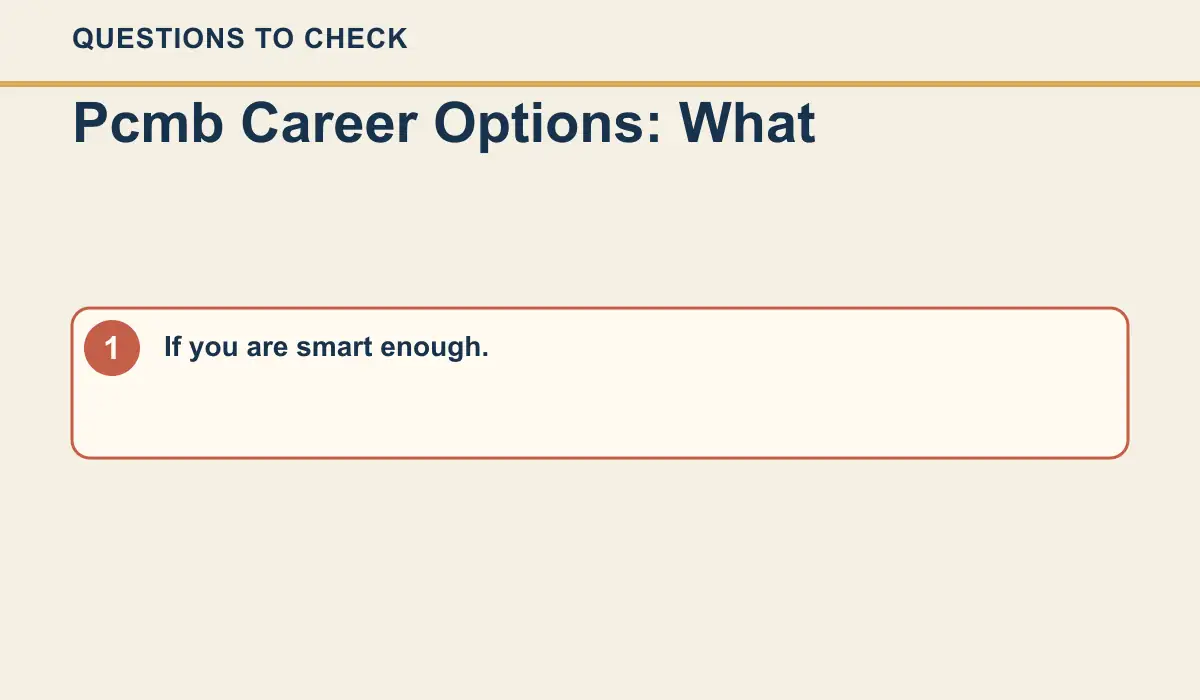 QUESTIONS TO CHECK
Pcmb Career Options: What
1 If you are smart enough.